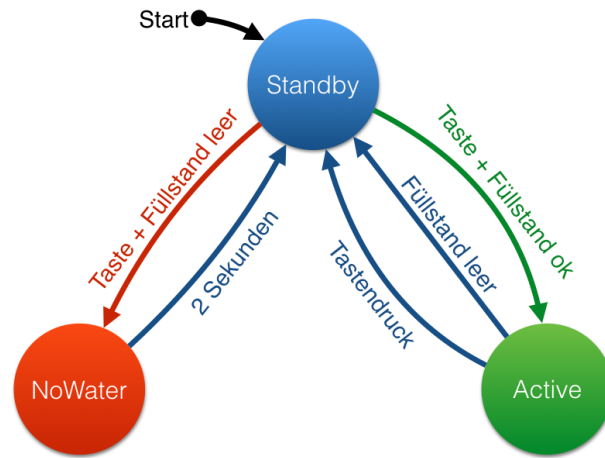 Start
Standby
Taste + Füllstand leer
2 Sekunden
Tastendruck
Füllstand leer
Taste + Füllstand ok
NoWater
Active